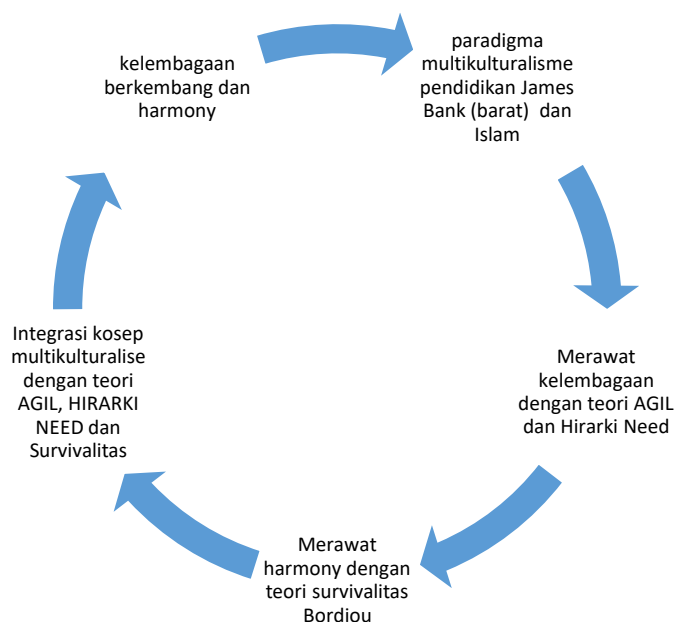 kelembagaan
berkembang dan
harmony
paradigma
multikulturalisme
pendidikan James
Bank (barat)  dan
Islam
Merawat
kelembagaan
dengan teori AGIL
dan Hirarki Need
Merawat
harmony dengan
teori survivalitas
Bordiou
Integrasi kosep
multikulturalise
dengan teori
AGIL, HIRARKI
NEED dan
Survivalitas